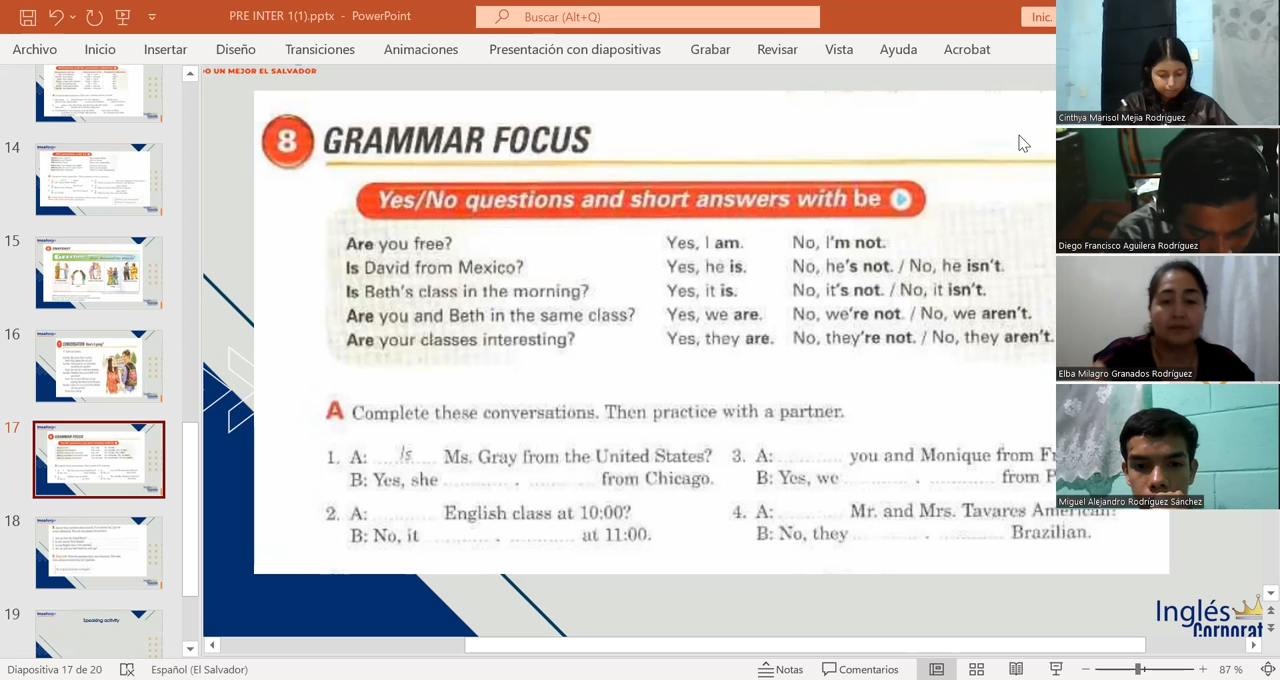 PRE INTER 1(1).pptx - PowerPoint
Buscar (Alt+Q)
Inic.
Archivo Inicio Insertar Diseño Transiciones Animaciones Presentación con diapositivas Grabar Revisar Vista Ayuda Acrobat
O UN MEJOR EL SALVADOR
8 GRAMMAR FOCUS
Yes/No questions and short answers with be
Are you free? Yes, I am. No, I'm not.
Is David from Mexico? Yes, he is. No, he's not. / No, he isn't.
Is Beth's class in the morning? Yes, it is. No, it's not. / No, it isn't.
Are you and Beth in the same class? Yes, we are. No, we're not. / No, we aren't.
Are your classes interesting? Yes, they are. No, they're not. / No, they aren't.
A Complete these conversations. Then practice with a partner.
1. A: Is Ms. Gray from the United States?
B: Yes, she ........ . ........ from Chicago.
2. A: ........ English class at 10:00?
B: No, it ........ . ........ at 11:00.
3. A: ........ you and Monique from Fr
B: Yes, we ........ . ........ from P
4. A: ........ Mr. and Mrs. Tavares American?
B: No, they ........ . ........ Brazilian.
Inglés
Corporat
14
15
16
17
18
19
Speaking activity
Cinthya Marisol Mejia Rodriguez
Diego Francisco Aguilera Rodríguez
Elba Milagro Granados Rodríguez
Miguel Alejandro Rodríguez Sánchez
Diapositiva 17 de 20 Español (El Salvador) Notas Comentarios 87 %